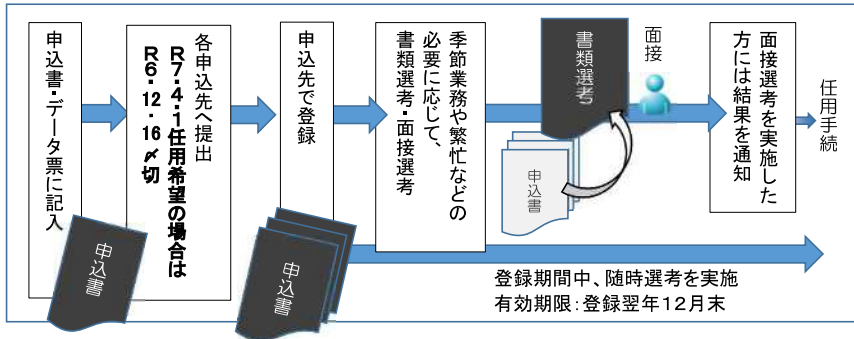 申込書・データ票に記入
申込書
各申込先へ提出
R7・4・1任用希望の場合は
R6・12・16〆切
申込先で登録
申込書
季節業務や繁忙などの
必要に応じて、
書類選考・面接選考
書類選考
申込書
面接
面接選考を実施した
方には結果を通知
任用手続
登録期間中、随時選考を実施
有効期限：登録翌年12月末